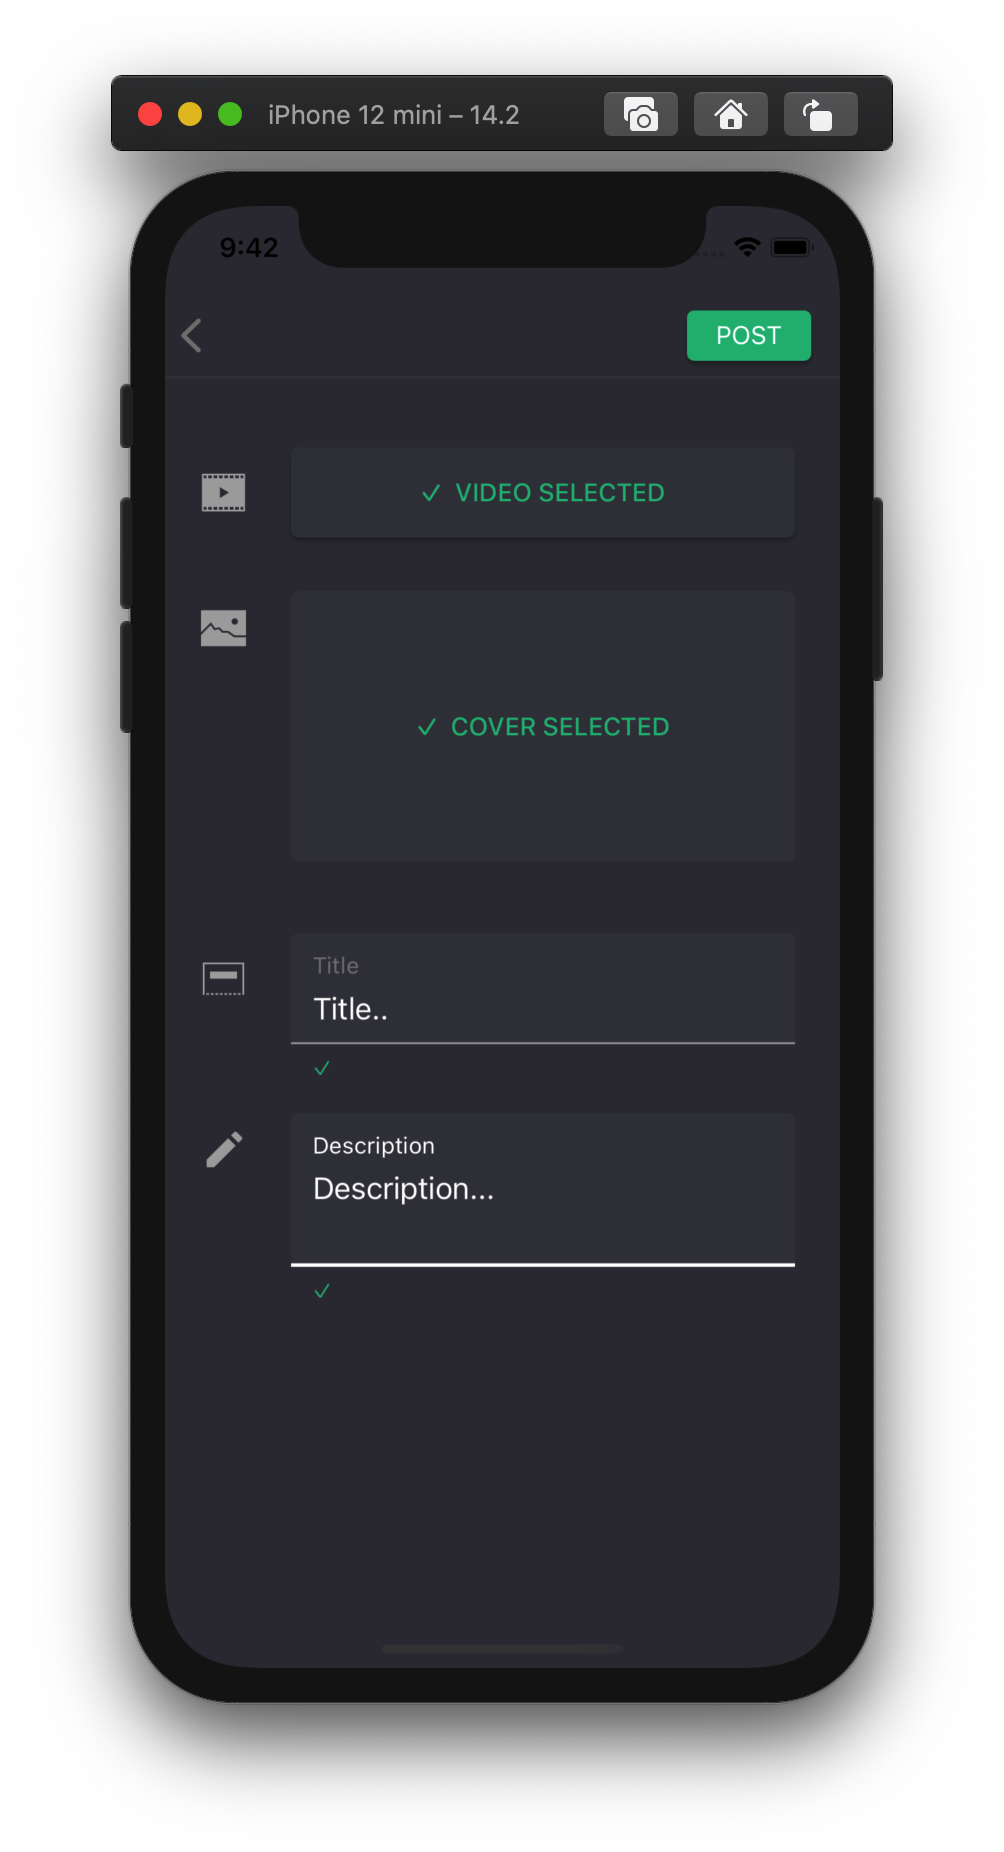 iPhone 12 mini – 14.2
9:42
POST
✓ VIDEO SELECTED
✓ COVER SELECTED
Title
Title..
✓
Description
Description...
✓